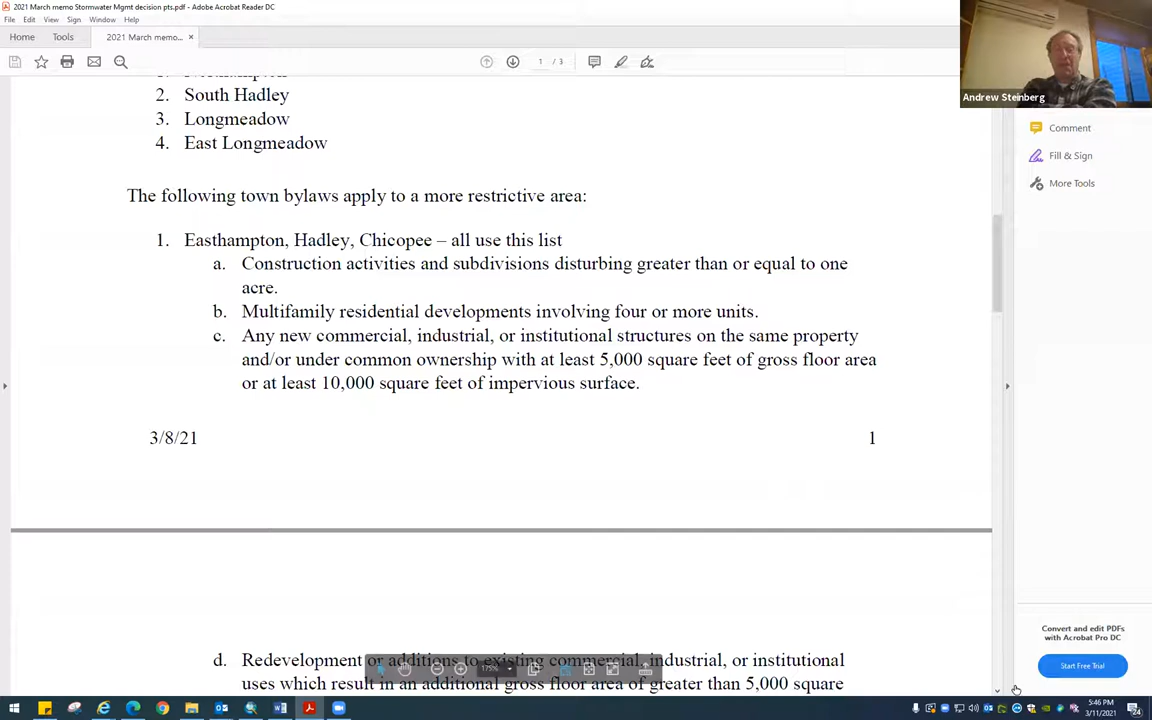 2021 March memo Stormwater Mgmt decision pts.pdf - Adobe Acrobat Reader DC
File Edit View Sign Window Help
Home Tools 2021 March memo... ×
1 / 3
Andrew Steinberg
Comment
Fill & Sign
More Tools
2. South Hadley
3. Longmeadow
4. East Longmeadow
The following town bylaws apply to a more restrictive area:
1. Easthampton, Hadley, Chicopee – all use this list
a. Construction activities and subdivisions disturbing greater than or equal to one
acre.
b. Multifamily residential developments involving four or more units.
c. Any new commercial, industrial, or institutional structures on the same property
and/or under common ownership with at least 5,000 square feet of gross floor area
or at least 10,000 square feet of impervious surface.
3/8/21 1
d. Redevelopment or additions to existing commercial, industrial, or institutional
uses which result in an additional gross floor area of greater than 5,000 square
175%
Convert and edit PDFs
with Acrobat Pro DC
Start Free Trial
5:46 PM
3/11/2021
24